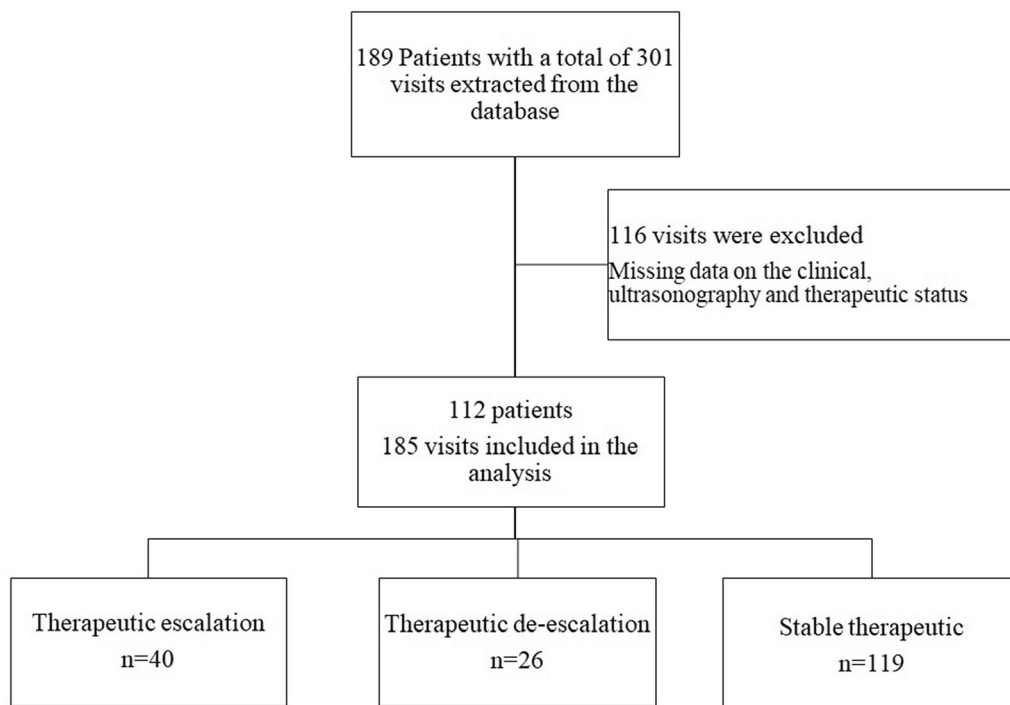 189 Patients with a total of 301
visits extracted from the
database
116 visits were excluded
Missing data on the clinical,
ultrasonography and therapeutic status
112 patients
185 visits included in the
analysis
Therapeutic escalation
n=40
Therapeutic de-escalation
n=26
Stable therapeutic
n=119